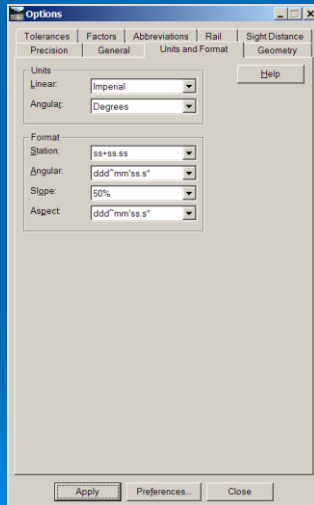 Options
Tolerances Factors Abbreviations Rail Sight Distance
Precision General Units and Format Geometry
Units
Linear: Imperial
Angular: Degrees
Help
Format
Station: ss+ss.ss
Angular: ddd^mm'ss.s"
Slope: 50%
Aspect: ddd^mm'ss.s"
Apply Preferences... Close